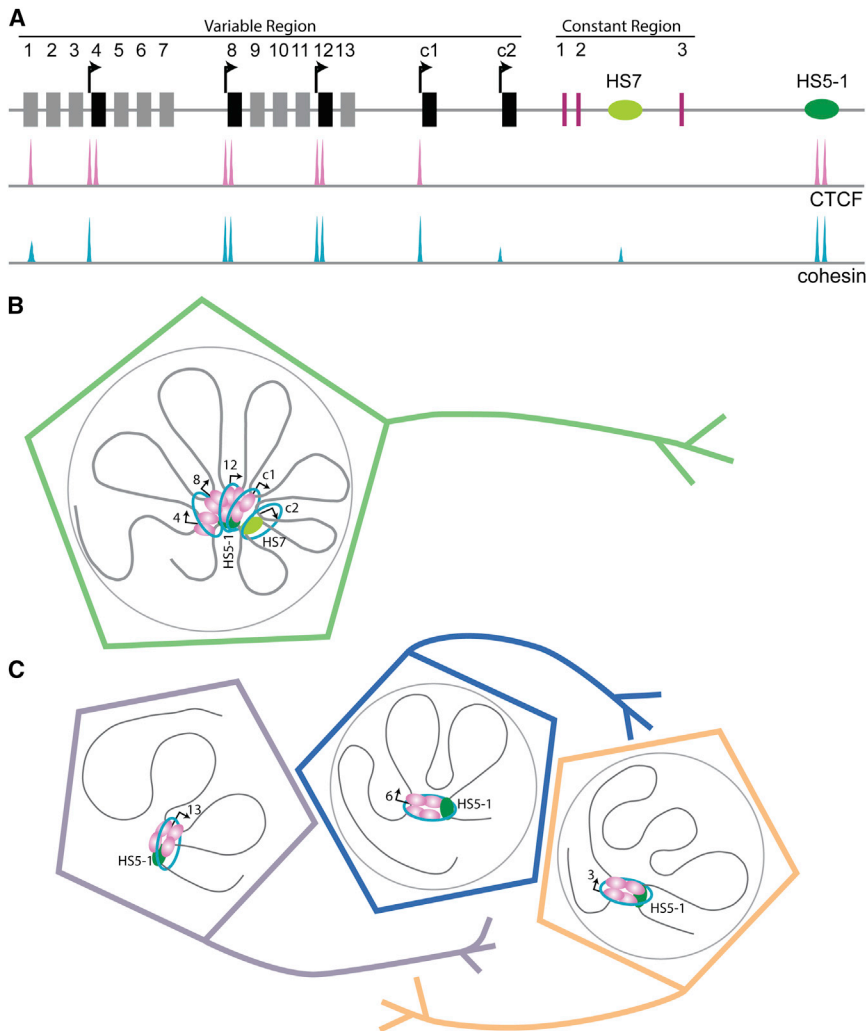 A
Variable Region Constant Region
1 2 3 4 5 6 7 8 9 10 11 12 13 c1 c2 1 2 3
HS7 HS5-1
CTCF
cohesin
B
12
8 c1
4 c2
HS5-1 HS7
C
13
HS5-1
6 HS5-1
3
HS5-1